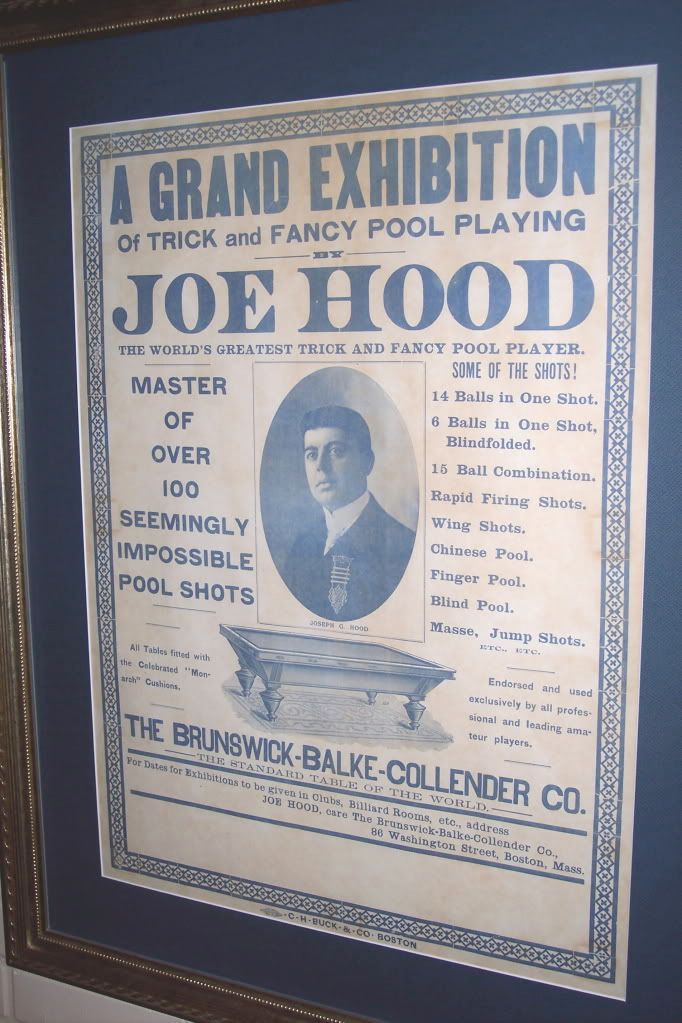 A GRAND EXHIBITION
Of TRICK and FANCY POOL PLAYING
BY
JOE HOOD
THE WORLD'S GREATEST TRICK AND FANCY POOL PLAYER.
MASTER
OF
OVER
100
SEEMINGLY
IMPOSSIBLE
POOL SHOTS
JOSEPH G. HOOD
SOME OF THE SHOTS!
14 Balls in One Shot.
6 Balls in One Shot,
Blindfolded.
15 Ball Combination.
Rapid Firing Shots.
Wing Shots.
Chinese Pool.
Finger Pool.
Blind Pool.
Masse, Jump Shots.
ETC., ETC.
All Tables fitted with
the Celebrated "Mon-
arch" Cushions.
Endorsed and used
exclusively by all profes-
sional and leading ama-
teur players.
THE BRUNSWICK-BALKE-COLLENDER CO.
THE STANDARD TABLE OF THE WORLD.
For Dates for Exhibitions to be given in Clubs, Billiard Rooms, etc., address
JOE HOOD, care The Brunswick-Balke-Collender Co.,
86 Washington Street, Boston, Mass.
C·H·BUCK·&·CO·BOSTON